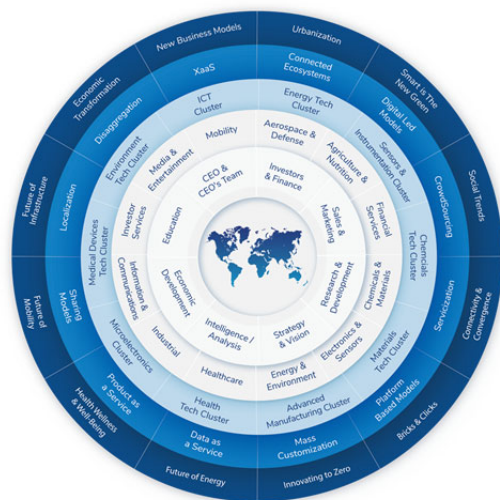 New Business Models
Urbanization
Smart is The
New Green
Social Trends
Connectivity &
Convergence
Bricks & Clicks
Innovating to Zero
Future of Energy
Health Wellness
& Well-Being
Future of
Mobility
Future of
Infrastructure
Economic
Transformation
XaaS
Connected
Ecosystems
Digital Led
Models
CrowdSourcing
Servicization
Platform
Based Models
Mass
Customization
Data as
a Service
Product as
a Service
Sharing
Models
Localization
Disaggregation
ICT
Cluster
Energy Tech
Cluster
Sensors &
Instrumentation Cluster
Chemcials
Tech Cluster
Materials
Tech Cluster
Advanced
Manufacturing Cluster
Health
Tech Cluster
Microelectronics
Cluster
Medical Devices
Tech Cluster
Environment
Tech Cluster
Mobility
Aerospace &
Defense
Agriculture &
Nutrition
Financial
Services
Chemicals &
Materials
Electronics &
Sensors
Energy &
Environment
Healthcare
Industrial
Information &
Communications
Investor
Services
Media &
Entertainment
CEO &
CEO's Team
Investors
& Finance
Sales &
Marketing
Research &
Development
Strategy
& Vision
Intelligence /
Analysis
Economic
Development
Education